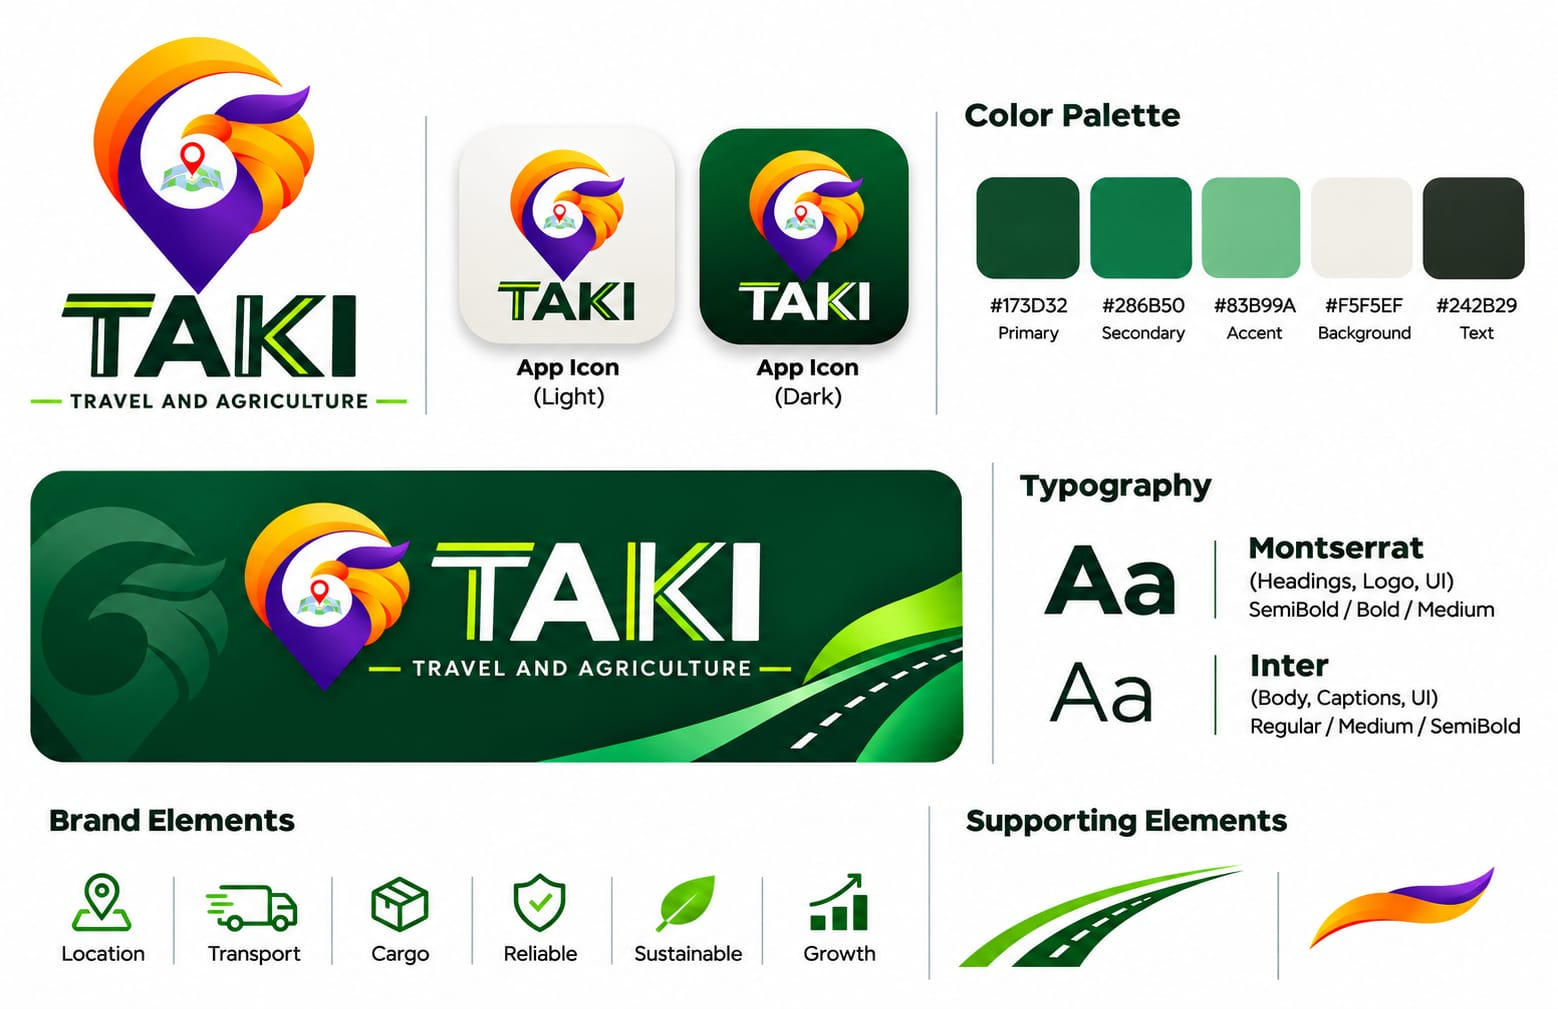 TAKI
TRAVEL AND AGRICULTURE
TAKI
App Icon
(Light)
TAKI
App Icon
(Dark)
Color Palette
#173D32
Primary
#286B50
Secondary
#83B99A
Accent
#F5F5EF
Background
#242B29
Text
TAKI
TRAVEL AND AGRICULTURE
Typography
Aa
Montserrat
(Headings, Logo, UI)
SemiBold / Bold / Medium
Aa
Inter
(Body, Captions, UI)
Regular / Medium / SemiBold
Brand Elements
Location
Transport
Cargo
Reliable
Sustainable
Growth
Supporting Elements